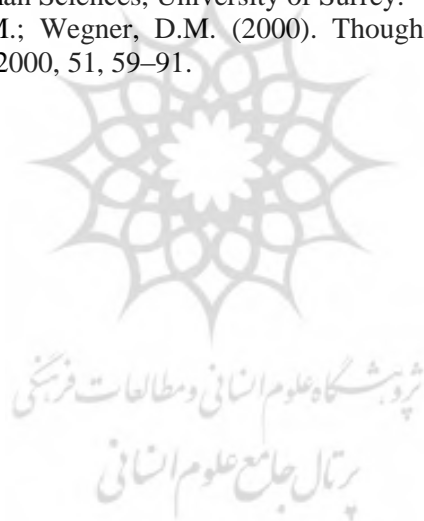 an Sciences, University of Surrey.
M.; Wegner, D.M. (2000). Though
2000, 51, 59–91.
پژوهشگاه علوم انسانی و مطالعات فرهنگی
پرتال جامع علوم انسانی